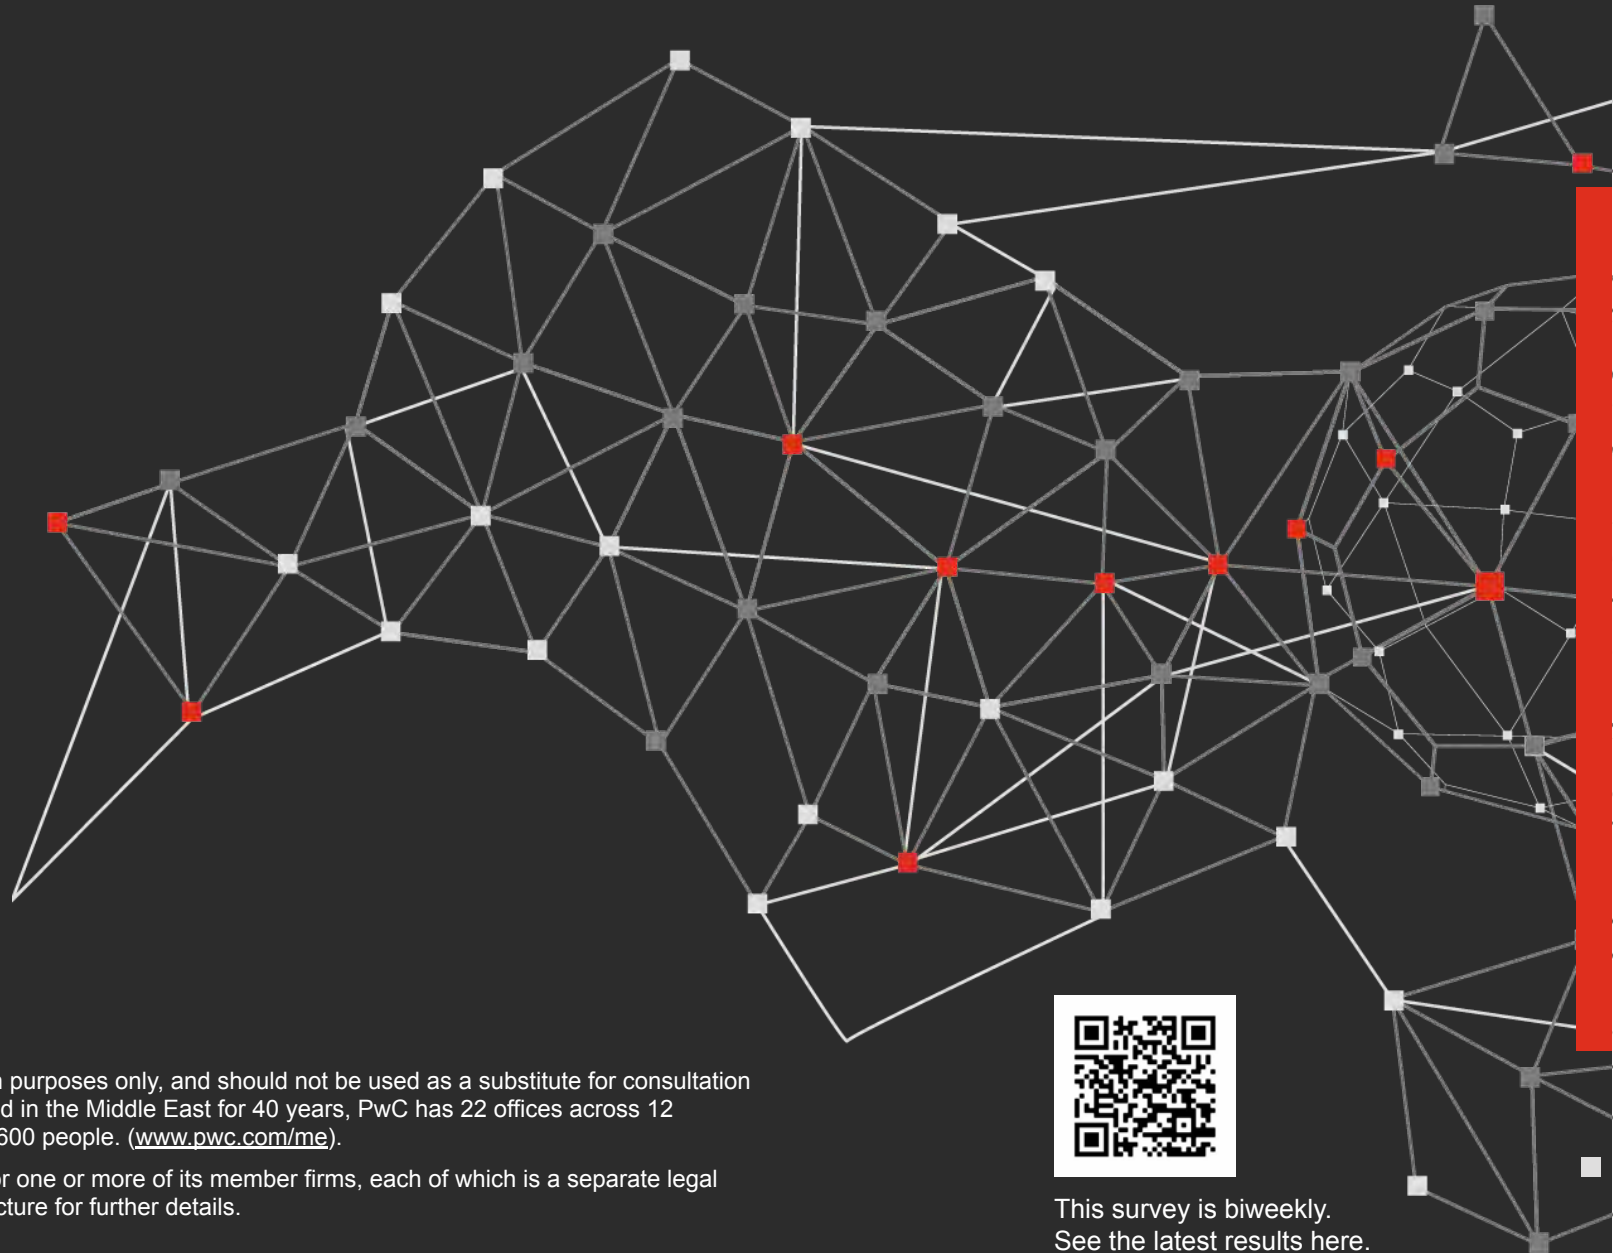 purposes only, and should not be used as a substitute for consultation
d in the Middle East for 40 years, PwC has 22 offices across 12
600 people. (www.pwc.com/me).
r one or more of its member firms, each of which is a separate legal
cture for further details.
This survey is biweekly.
See the latest results here.